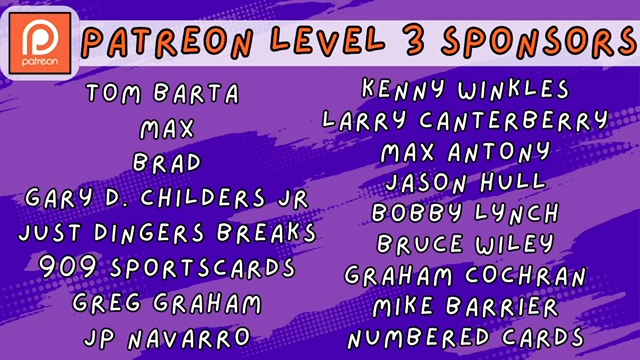 patreon
PATREON LEVEL 3 SPONSORS
TOM BARTA
MAX
BRAD
GARY D. CHILDERS JR
JUST DINGERS BREAKS
909 SPORTSCARDS
GREG GRAHAM
JP NAVARRO
KENNY WINKLES
LARRY CANTERBERRY
MAX ANTONY
JASON HULL
BOBBY LYNCH
BRUCE WILEY
GRAHAM COCHRAN
MIKE BARRIER
NUMBERED CARDS